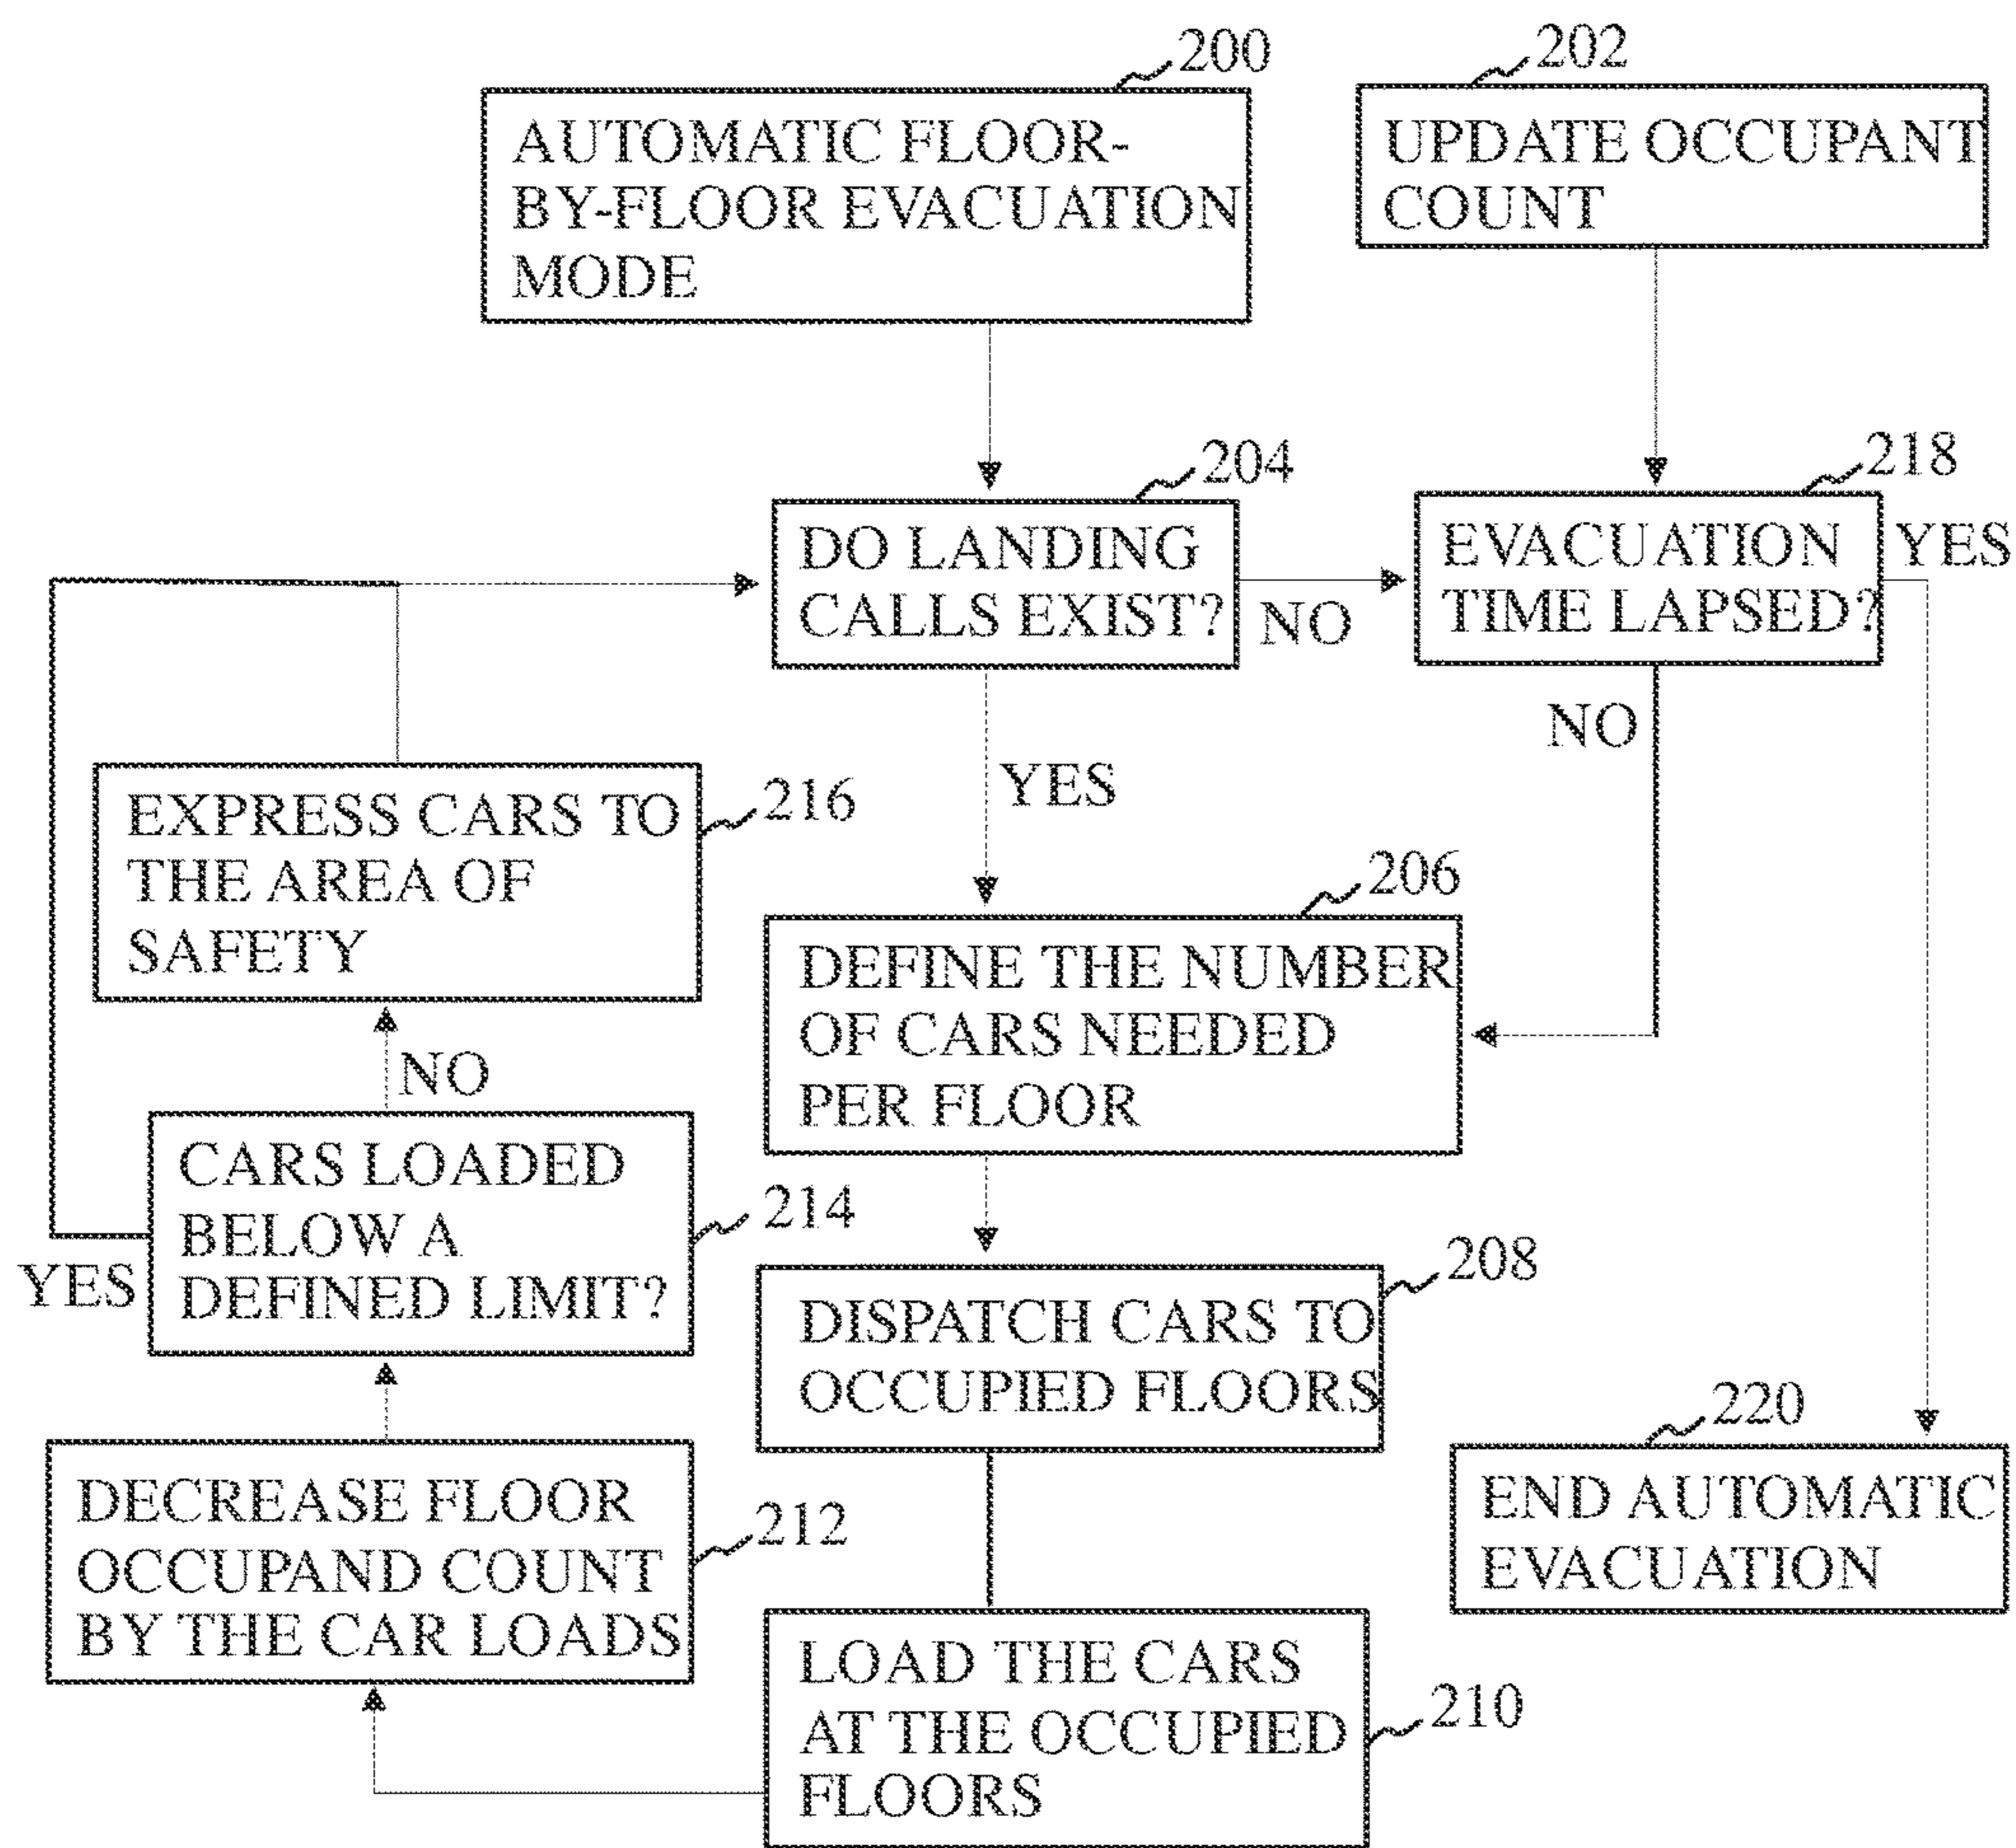 200
AUTOMATIC FLOOR-
BY-FLOOR EVACUATION
MODE
202
UPDATE OCCUPANT
COUNT
204
DO LANDING
CALLS EXIST?
NO
YES
218
EVACUATION
TIME LAPSED?
YES
NO
216
EXPRESS CARS TO
THE AREA OF
SAFETY
NO
206
DEFINE THE NUMBER
OF CARS NEEDED
PER FLOOR
214
CARS LOADED
BELOW A
DEFINED LIMIT?
YES
208
DISPATCH CARS TO
OCCUPIED FLOORS
220
END AUTOMATIC
EVACUATION
212
DECREASE FLOOR
OCCUPAND COUNT
BY THE CAR LOADS
210
LOAD THE CARS
AT THE OCCUPIED
FLOORS